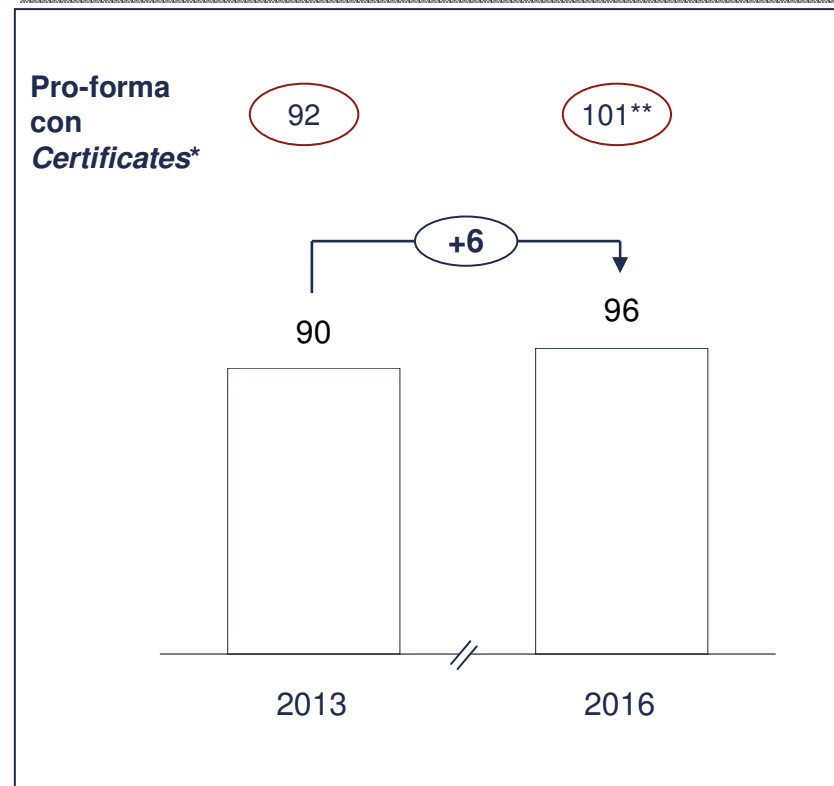 Pro-forma
con
Certificates*
92
101**
+6
90
96
2013
2016